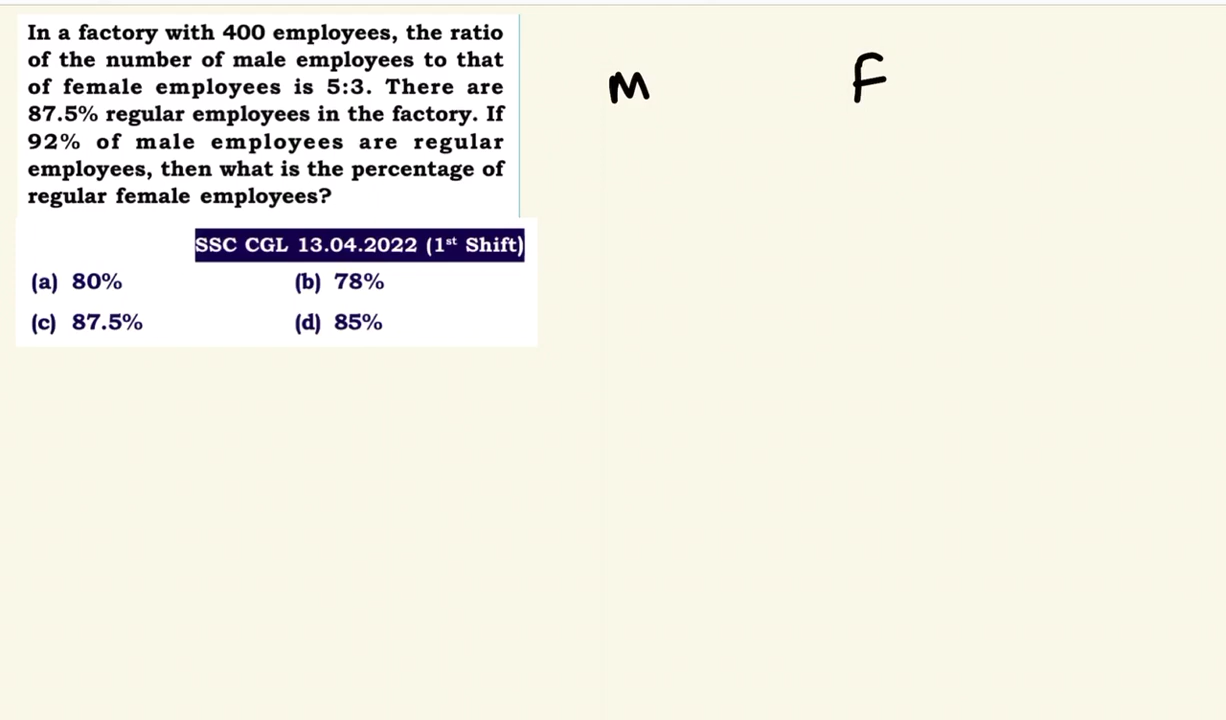 In a factory with 400 employees, the ratio
of the number of male employees to that
of female employees is 5:3. There are
87.5% regular employees in the factory. If
92% of male employees are regular
employees, then what is the percentage of
regular female employees?
SSC CGL 13.04.2022 (1st Shift)
(a) 80% (b) 78%
(c) 87.5% (d) 85%
M F